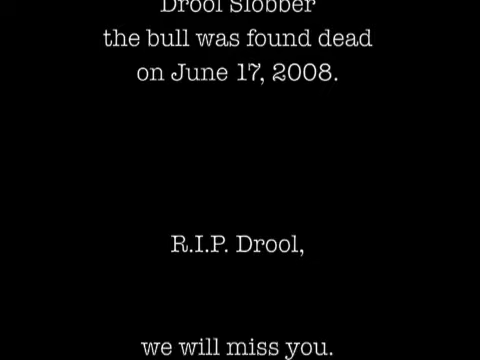 Drool Slobber
the bull was found dead
on June 17, 2008.
R.I.P. Drool,
we will miss you.